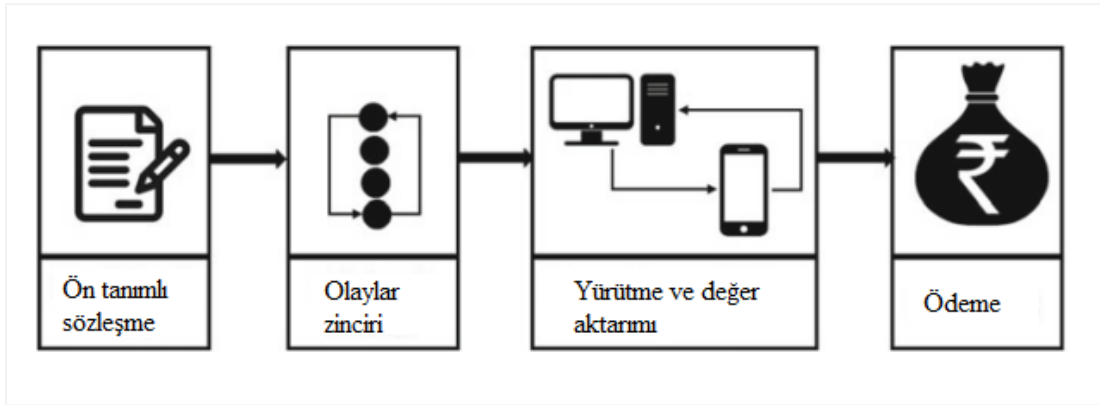 Ön tanımlı
sözleşme
Olaylar
zinciri
Yürütme ve değer
aktarımı
Ödeme
₹